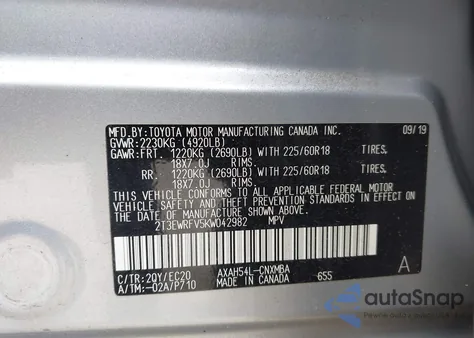 MFD. BY:TOYOTA MOTOR MANUFACTURING CANADA INC. 09/19
GVWR:2230KG (4920LB)
GAWR:FRT. 1220KG (2690LB) WITH 225/60R18 TIRES,
18X7.0J RIMS,
RR. 1220KG (2690LB) WITH 225/60R18 TIRES,
18X7.0J RIMS,
THIS VEHICLE CONFORMS TO ALL APPLICABLE FEDERAL MOTOR
VEHICLE SAFETY AND THEFT PREVENTION STANDARDS IN EFFECT
ON THE DATE OF MANUFACTURE SHOWN ABOVE.
2T3EWRFV5KW042982 MPV
C/TR:2QY/EC20 AXAH54L-CNXMBA A
A/TM:-02A/P710 MADE IN CANADA 655
autoSnap
POWERED BY CARFAST